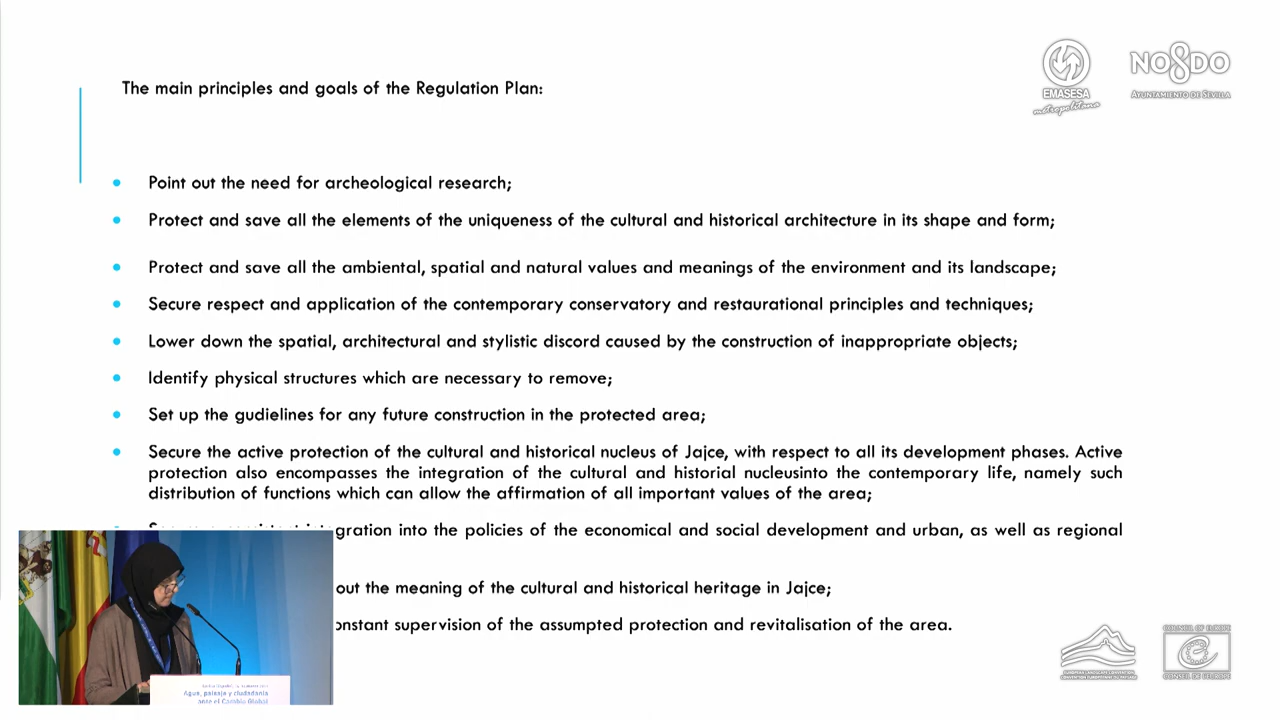 The main principles and goals of the Regulation Plan:
EMASESA
metropolitana
NO8DO
AYUNTAMIENTO DE SEVILLA
Point out the need for archeological research;
Protect and save all the elements of the uniqueness of the cultural and historical architecture in its shape and form;
Protect and save all the ambiental, spatial and natural values and meanings of the environment and its landscape;
Secure respect and application of the contemporary conservatory and restaurational principles and techniques;
Lower down the spatial, architectural and stylistic discord caused by the construction of inappropriate objects;
Identify physical structures which are necessary to remove;
Set up the gudielines for any future construction in the protected area;
Secure the active protection of the cultural and historical nucleus of Jajce, with respect to all its development phases. Active
protection also encompasses the integration of the cultural and historial nucleusinto the contemporary life, namely such
distribution of functions which can allow the affirmation of all important values of the area;
into the policies of the economical and social development and urban, as well as regional
out the meaning of the cultural and historical heritage in Jajce;
onstant supervision of the assumpted protection and revitalisation of the area.
Agua, paisaje y ciudadanía
ante el Cambio Global
COUNCIL OF EUROPE
CONSEIL DE L'EUROPE